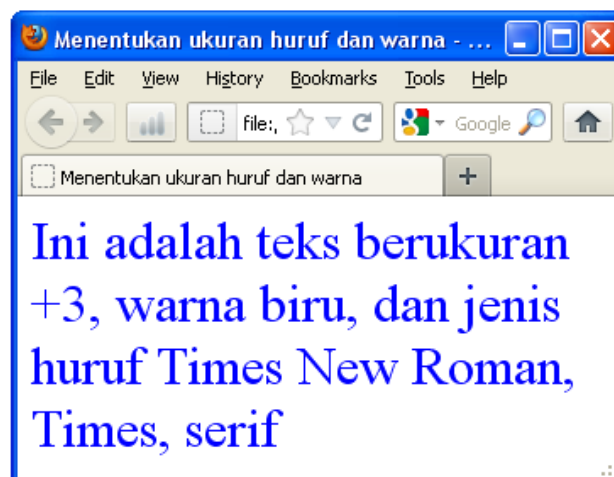 Menentukan ukuran huruf dan warna - ...
File Edit View History Bookmarks Tools Help
file:, Google
Menentukan ukuran huruf dan warna +
Ini adalah teks berukuran
+3, warna biru, dan jenis
huruf Times New Roman,
Times, serif